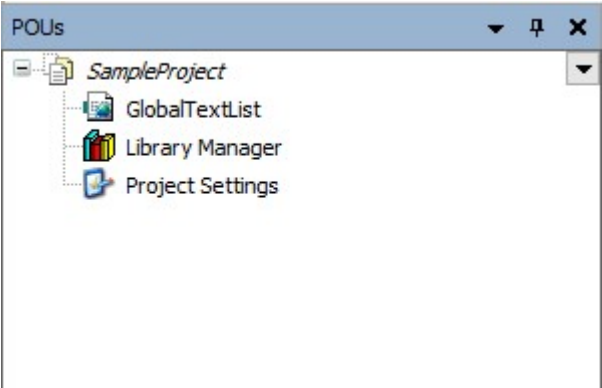 POUs
SampleProject
GlobalTextList
Library Manager
Project Settings